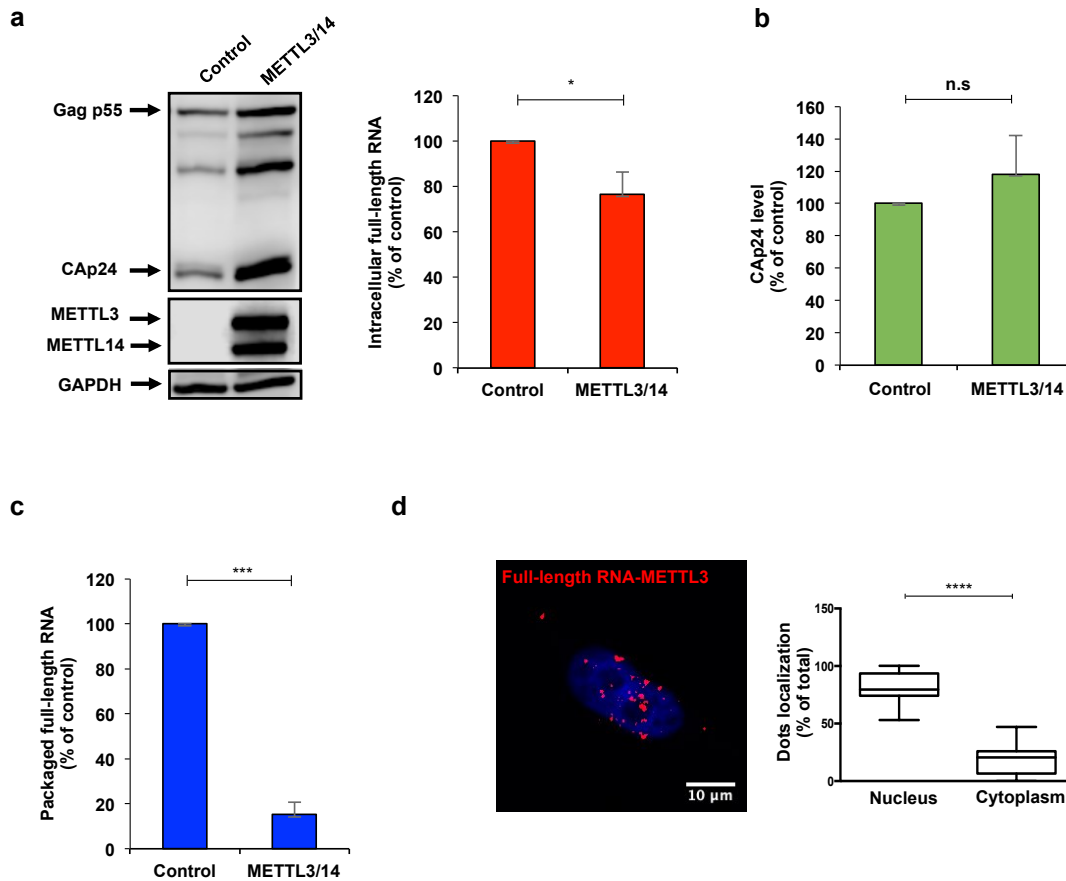 a
Control
METTL3/14
Gag p55
CAp24
METTL3
METTL14
GAPDH
Intracellular full-length RNA
(% of control)
120
100
80
60
40
20
0
*
Control
METTL3/14
b
CAp24 level
(% of control)
160
140
120
100
80
60
40
20
0
n.s
Control
METTL3/14
c
Packaged full-length RNA
(% of control)
120
100
80
60
40
20
0
***
Control
METTL3/14
d
Full-length RNA-METTL3
10 µm
Dots localization
(% of total)
150
100
50
0
****
Nucleus
Cytoplasm